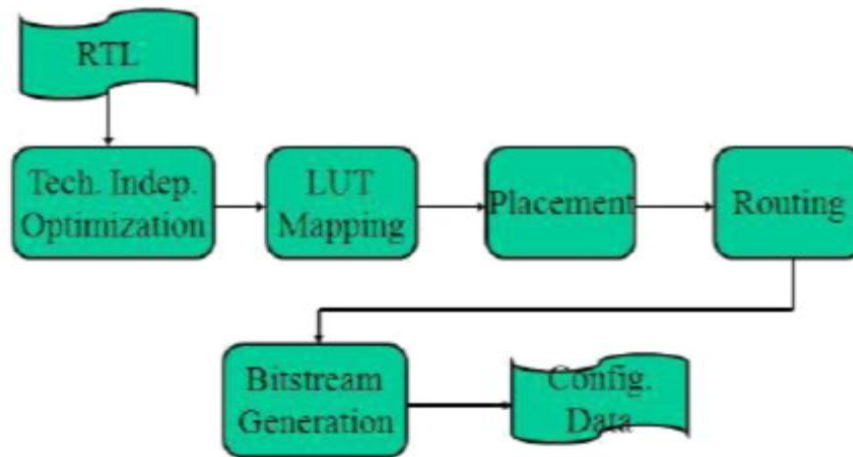 RTL
Tech. Indep.
Optimization
LUT
Mapping
Placement
Routing
Bitstream
Generation
Config.
Data